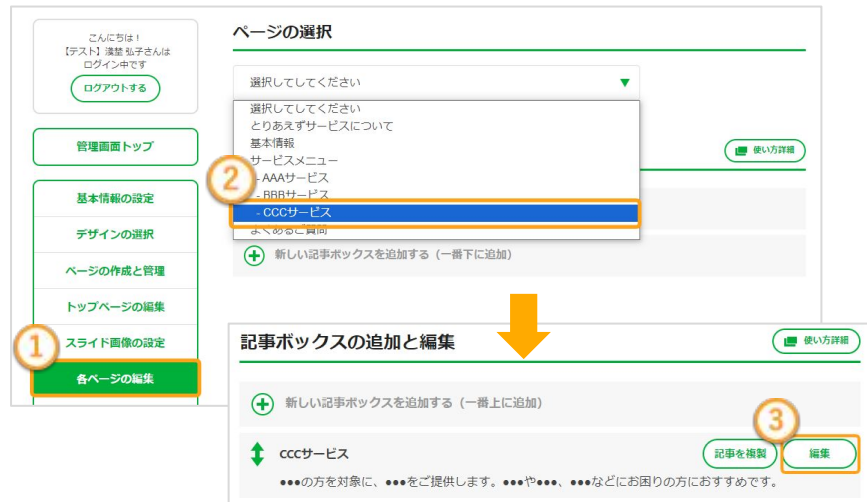 こんにちは！
【テスト】漢埜 弘子さんは
ログイン中です
ログアウトする
管理画面トップ
基本情報の設定
デザインの選択
ページの作成と管理
トップページの編集
1
スライド画像の設定
各ページの編集
ページの選択
選択してしてください
選択してしてください
とりあえずサービスについて
基本情報
サービスメニュー
2
- AAAサービス
- BBBサービス
- CCCサービス
よくあるご質問
使い方詳細
新しい記事ボックスを追加する（一番下に追加）
記事ボックスの追加と編集
使い方詳細
新しい記事ボックスを追加する（一番上に追加）
3
CCCサービス
記事を複製
編集
●●●の方を対象に、●●●をご提供します。●●●や●●●、●●●などにお困りの方におすすめです。